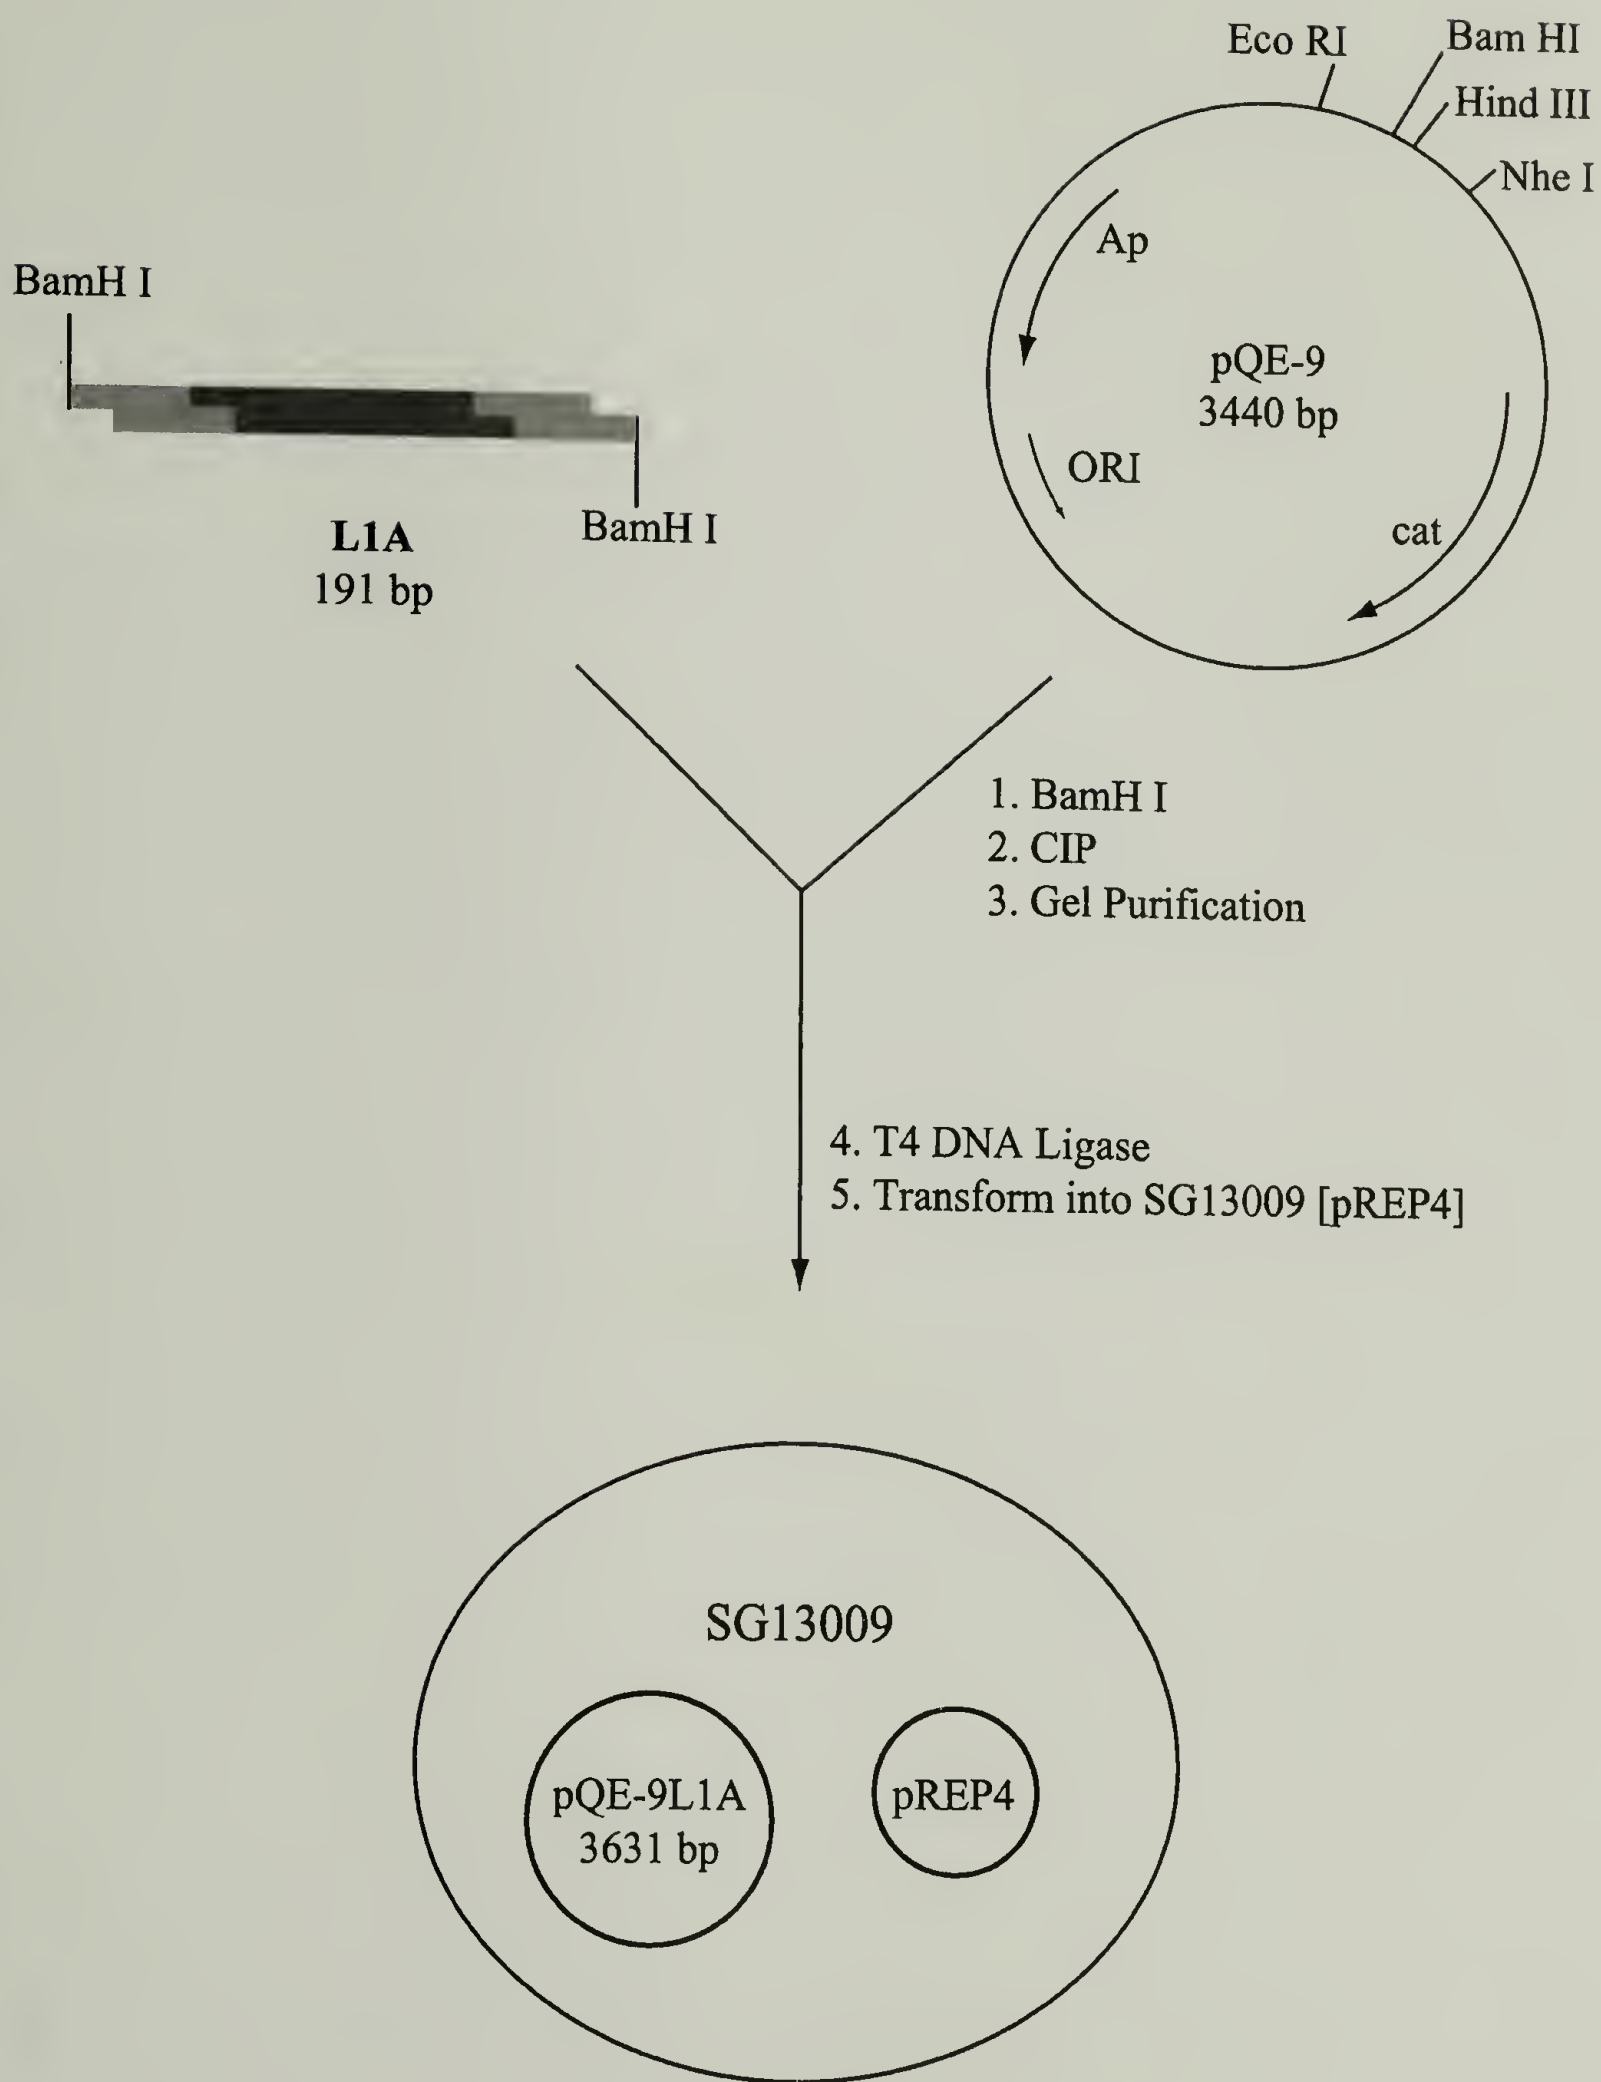 Eco RI
Bam HI
Hind III
Nhe I
Ap
pQE-9
3440 bp
ORI
cat
BamH I
BamH I
L1A
191 bp
1. BamH I
2. CIP
3. Gel Purification
4. T4 DNA Ligase
5. Transform into SG13009 [pREP4]
SG13009
pQE-9L1A
3631 bp
pREP4